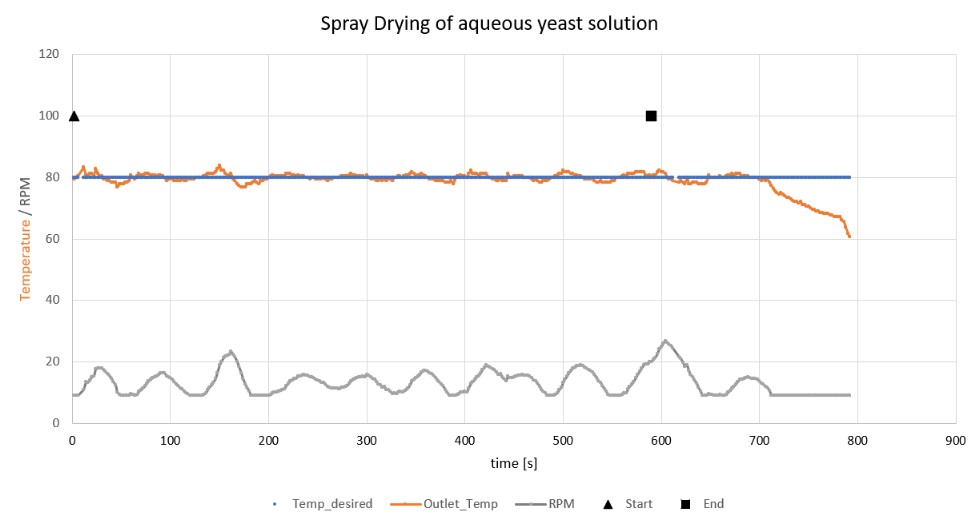 Spray Drying of aqueous yeast solution
120
100
80
60
40
20
0
Temperature / RPM
0 100 200 300 400 500 600 700 800 900
time [s]
Temp_desired Outlet_Temp RPM Start End